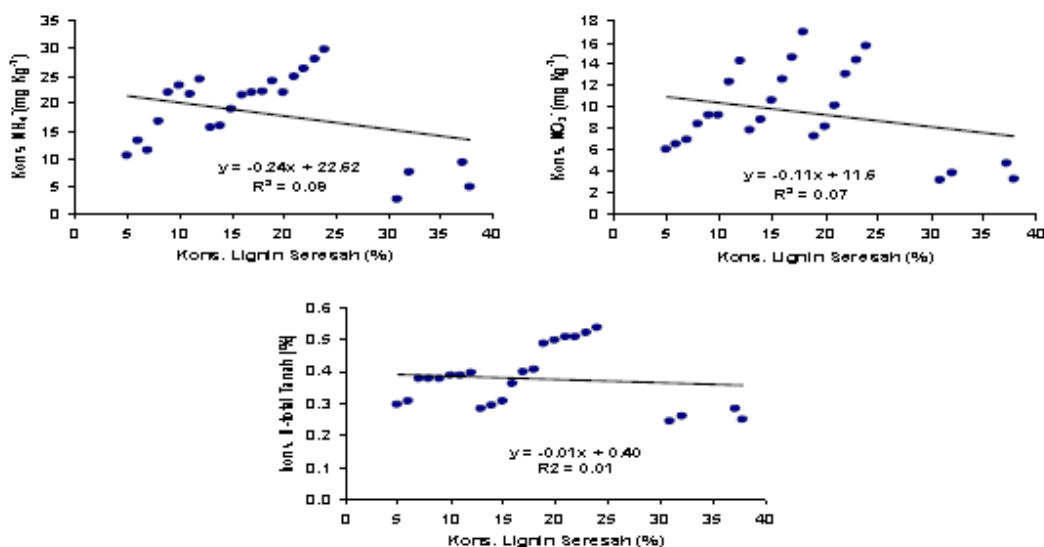 Kons. NH₄⁺(mg Kg⁻¹)
35
30
25
20
15
10
5
0
y = -0.24x + 22.62
R² = 0.08
0 5 10 15 20 25 30 35 40
Kons. Lignin Seresah (%)
Kons. NO₃⁻(mg Kg⁻¹)
18
16
14
12
10
8
6
4
2
0
y = -0.11x + 11.6
R² = 0.07
0 5 10 15 20 25 30 35 40
Kons. Lignin Seresah (%)
Kons. N-total Tanah (%)
0.6
0.5
0.4
0.3
0.2
0.1
0.0
y = -0.01x + 0.40
R2 = 0.01
0 5 10 15 20 25 30 35 40
Kons. Lignin Seresah (%)